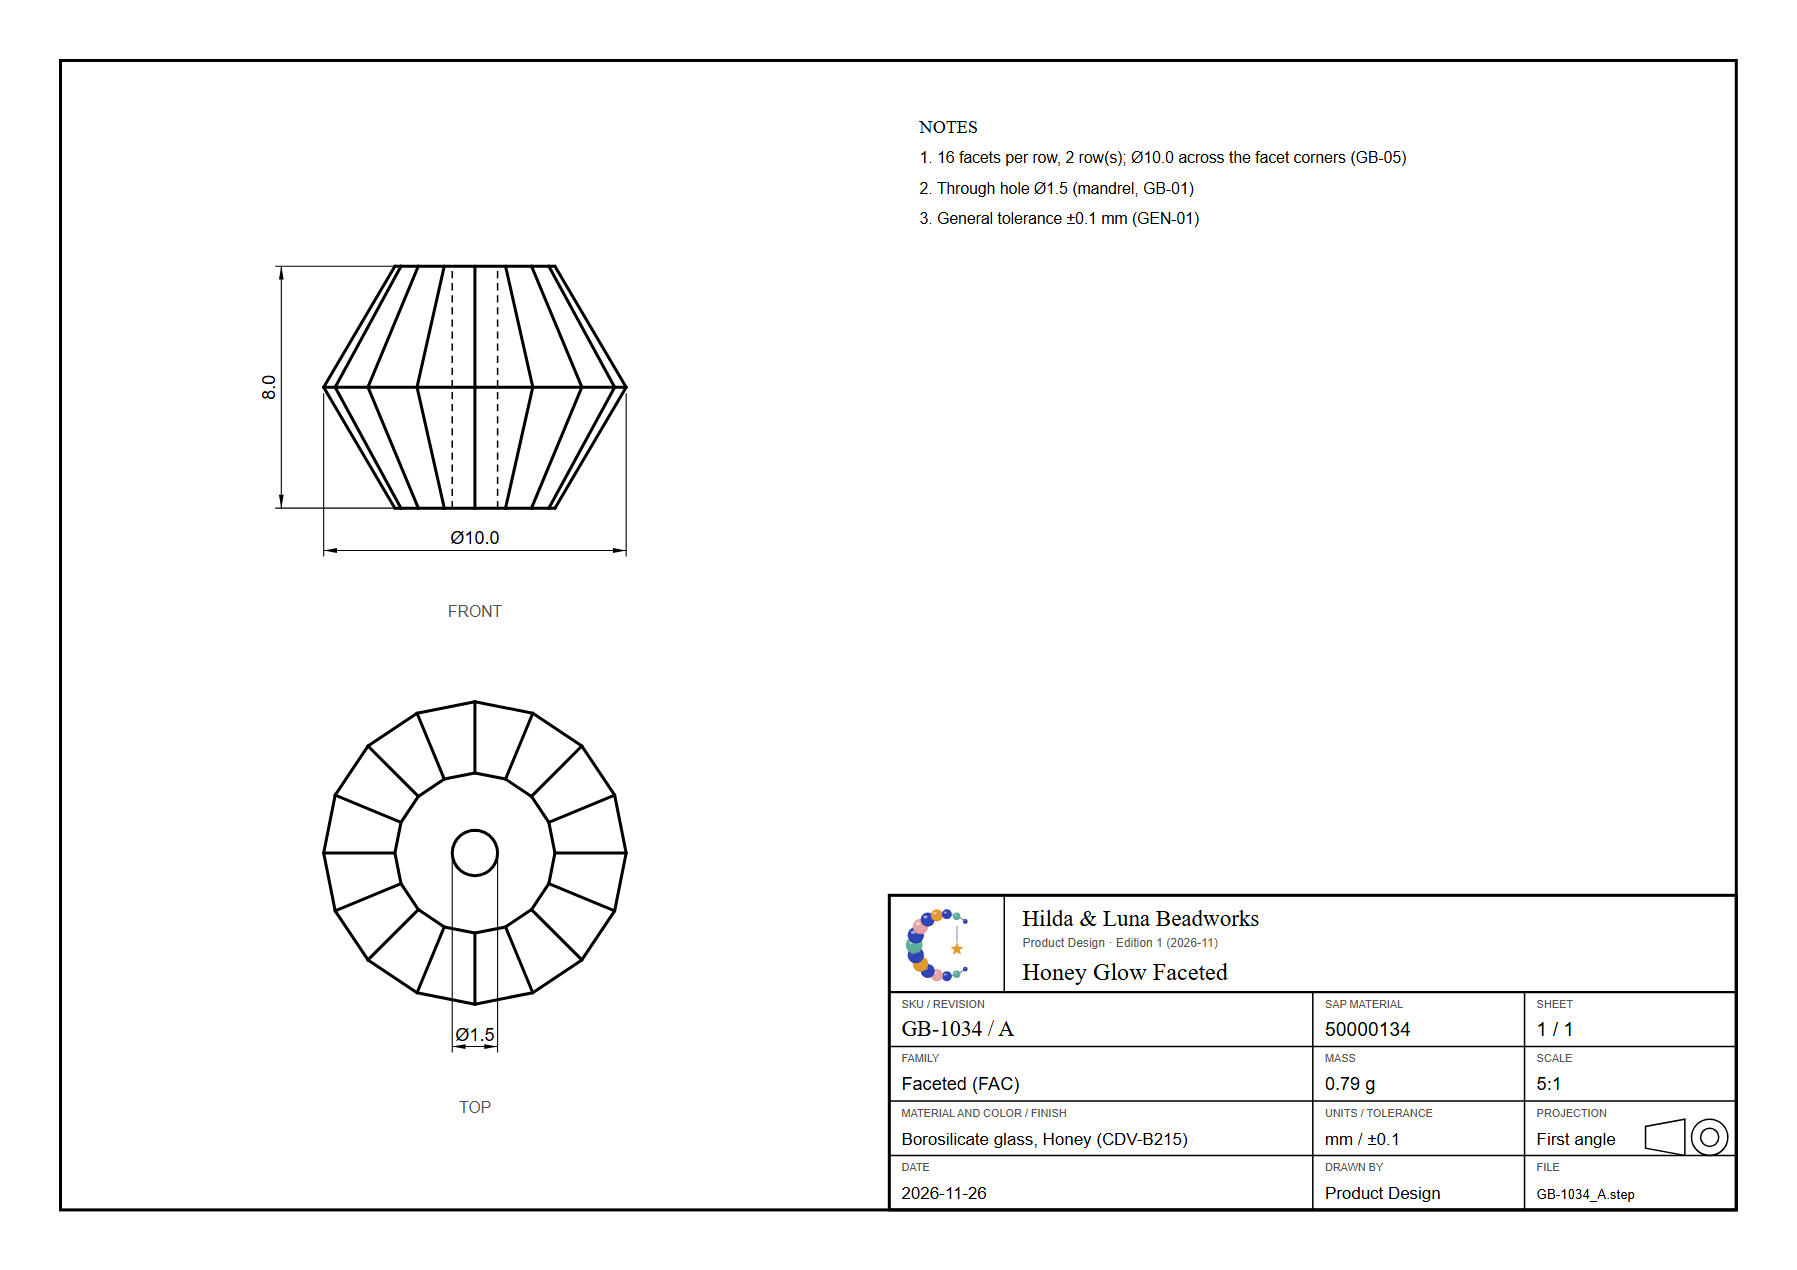 NOTES
1. 16 facets per row, 2 row(s); Ø10.0 across the facet corners (GB-05)
2. Through hole Ø1.5 (mandrel, GB-01)
3. General tolerance ±0.1 mm (GEN-01)
8.0
Ø10.0
FRONT
Ø1.5
TOP
Hilda & Luna Beadworks
Product Design · Edition 1 (2026-11)
Honey Glow Faceted
SKU / REVISION
GB-1034 / A
SAP MATERIAL
50000134
SHEET
1 / 1
FAMILY
Faceted (FAC)
MASS
0.79 g
SCALE
5:1
MATERIAL AND COLOR / FINISH
Borosilicate glass, Honey (CDV-B215)
UNITS / TOLERANCE
mm / ±0.1
PROJECTION
First angle
DATE
2026-11-26
DRAWN BY
Product Design
FILE
GB-1034_A.step